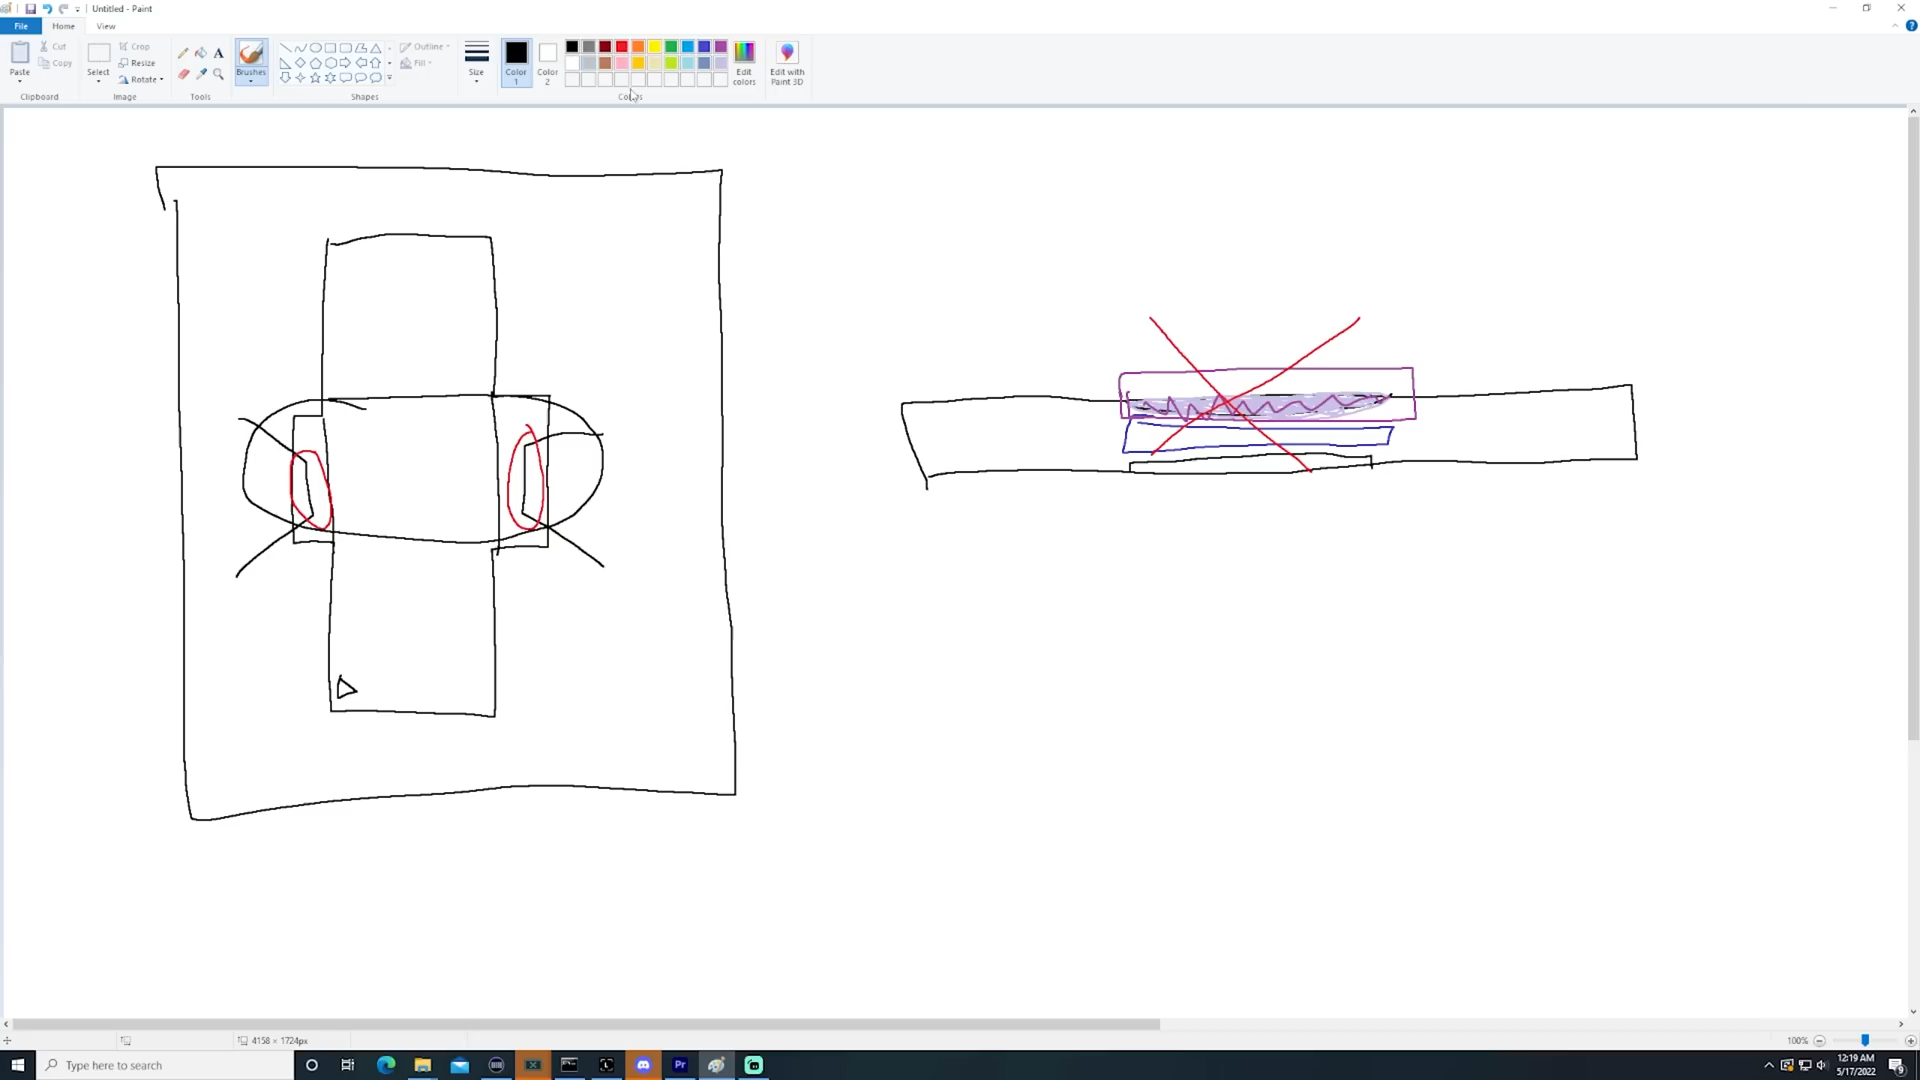 Untitled - Paint
File Home View
Paste
Cut
Copy
Clipboard
Select
Crop
Resize
Rotate
Image
A
Tools
Brushes
Outline
Fill
Shapes
Size
Color 1
Color 2
Edit colors
Edit with Paint 3D
4158 × 1724px
100%
Type here to search
Pr
12:19 AM
5/17/2022